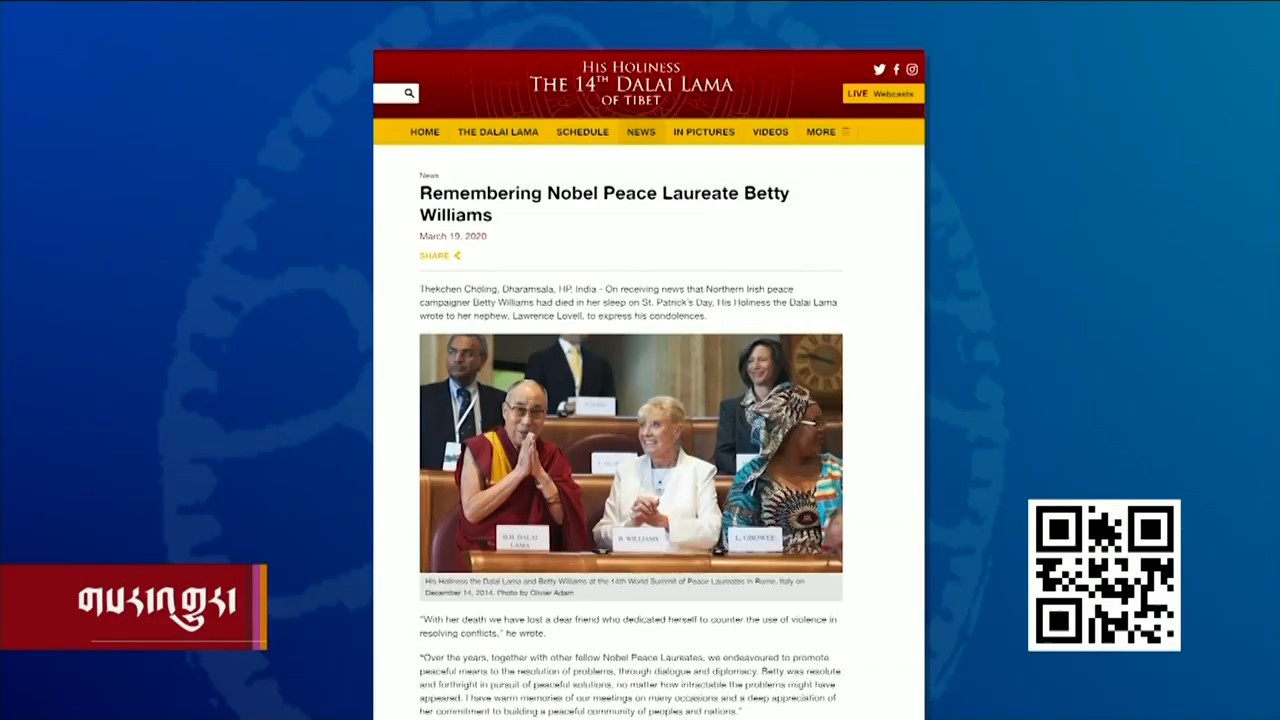 HIS HOLINESS
THE 14TH DALAI LAMA
OF TIBET
LIVE Webcasts
HOME THE DALAI LAMA SCHEDULE NEWS IN PICTURES VIDEOS MORE
News
Remembering Nobel Peace Laureate Betty
Williams
March 19, 2020
SHARE
Thekchen Chöling, Dharamsala, HP, India - On receiving news that Northern Irish peace
campaigner Betty Williams had died in her sleep on St. Patrick's Day, His Holiness the Dalai Lama
wrote to her nephew, Lawrence Lovell, to express his condolences.
H.H. DALAI
LAMA
B. WILLIAMS
L. GBOWEE
His Holiness the Dalai Lama and Betty Williams at the 14th World Summit of Peace Laureates in Rome, Italy on
December 14, 2014. Photo by Olivier Adam
"With her death we have lost a dear friend who dedicated herself to counter the use of violence in
resolving conflicts," he wrote.
"Over the years, together with other fellow Nobel Peace Laureates, we endeavoured to promote
peaceful means to the resolution of problems, through dialogue and diplomacy. Betty was resolute
and forthright in pursuit of peaceful solutions, no matter how intractable the problems might have
appeared. I have warm memories of our meetings on many occasions and a deep appreciation of
her commitment to building a peaceful community of peoples and nations."